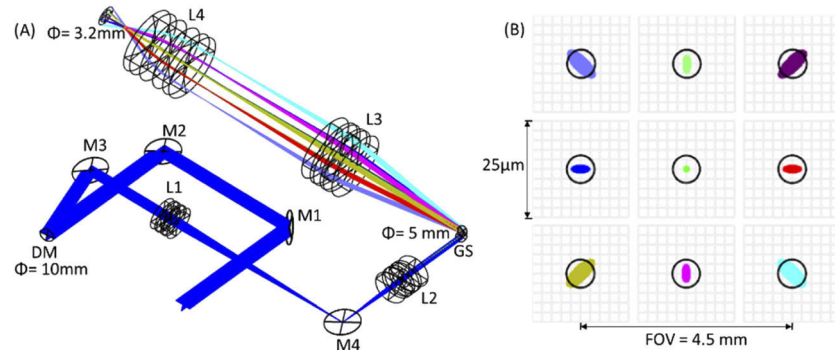 (A)
L4
Φ= 3.2mm
L3
M2
M3
L1
M1
DM
Φ= 10mm
Φ= 5 mm
GS
L2
M4
(B)
25µm
FOV = 4.5 mm